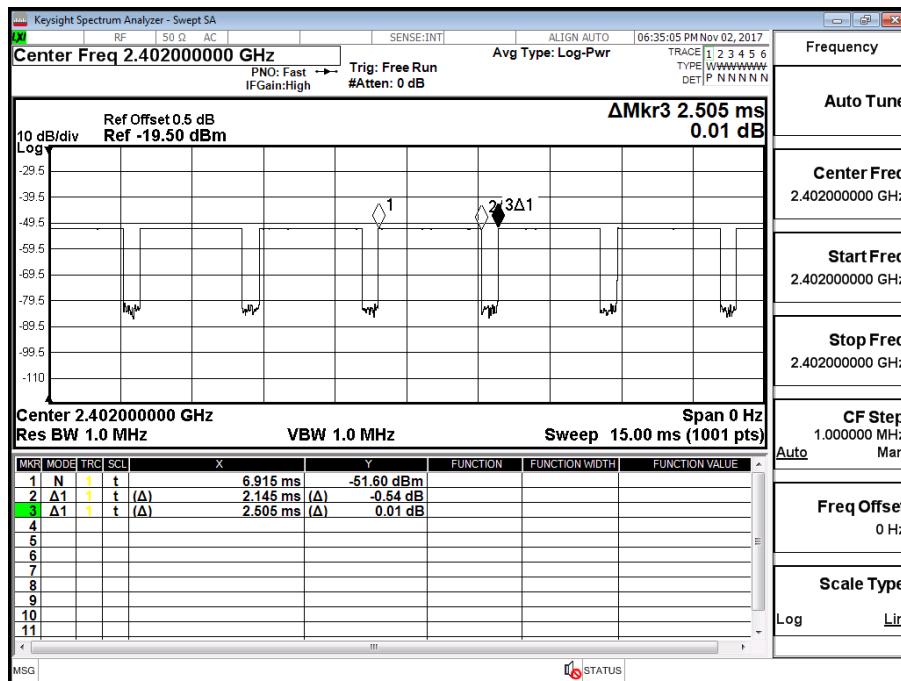 Keysight Spectrum Analyzer - Swept SA
LXI RF 50 Ω AC SENSE:INT ALIGN AUTO 06:35:05 PM Nov 02, 2017
Center Freq 2.402000000 GHz
PNO: Fast
IFGain:High
Trig: Free Run
#Atten: 0 dB
Avg Type: Log-Pwr
TRACE 1 2 3 4 5 6
TYPE WWWWWW
DET P N N N N N
ΔMkr3 2.505 ms
0.01 dB
Ref Offset 0.5 dB
10 dB/div Ref -19.50 dBm
Log
-29.5
-39.5
-49.5
-59.5
-69.5
-79.5
-89.5
-99.5
-110
1
2
3Δ1
Center 2.402000000 GHz Span 0 Hz
Res BW 1.0 MHz VBW 1.0 MHz Sweep 15.00 ms (1001 pts)
MKR MODE TRC SCL X Y FUNCTION FUNCTION WIDTH FUNCTION VALUE
1 N 1 t 6.915 ms -51.60 dBm
2 Δ1 1 t (Δ) 2.145 ms (Δ) -0.54 dB
3 Δ1 1 t (Δ) 2.505 ms (Δ) 0.01 dB
4
5
6
7
8
9
10
11
MSG STATUS
Frequency
Auto Tune
Center Freq
2.402000000 GHz
Start Freq
2.402000000 GHz
Stop Freq
2.402000000 GHz
CF Step
1.000000 MHz
Auto Man
Freq Offset
0 Hz
Scale Type
Log Lin